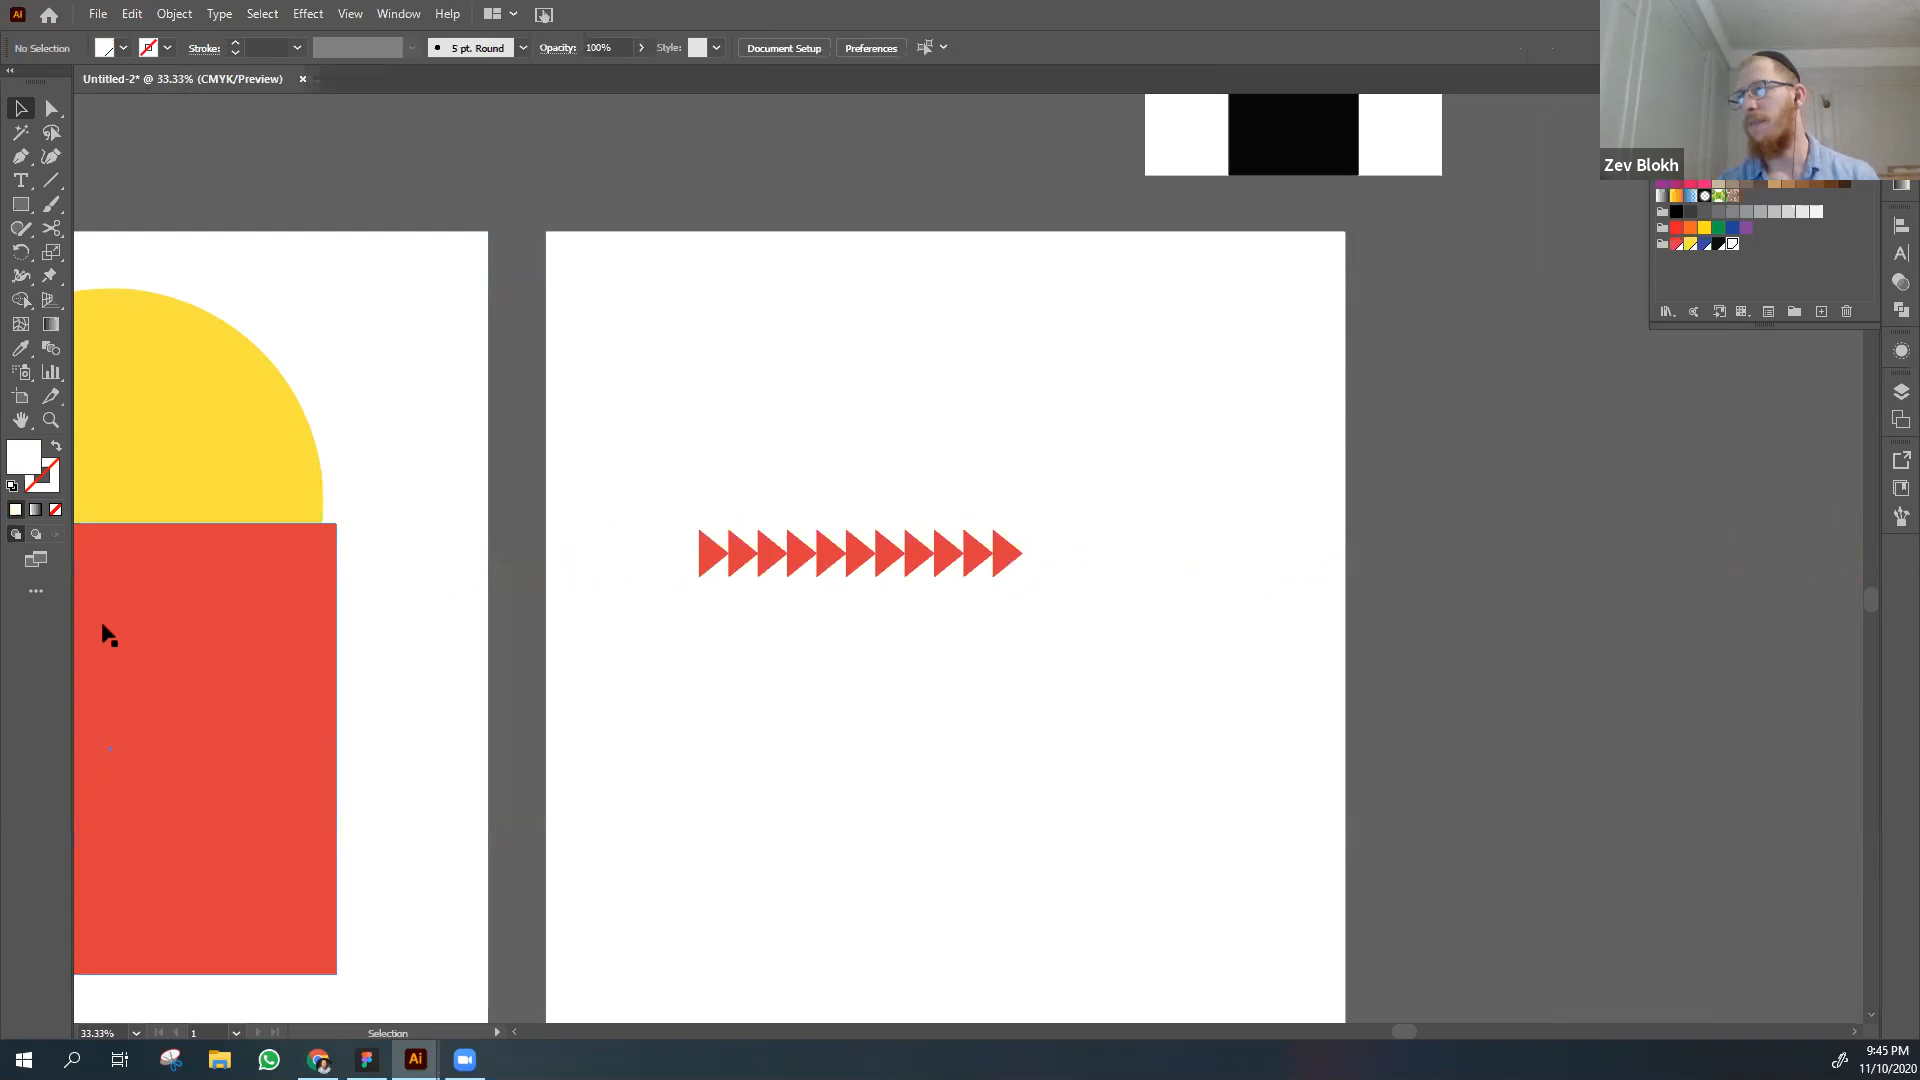 Ai File Edit Object Type Select Effect View Window Help
No Selection Stroke: 5 pt. Round Opacity: 100% Style: Document Setup Preferences
Untitled-2* @ 33.33% (CMYK/Preview) ×
Zev Blokh
33.33% 1 Selection
Ai
9:45 PM
11/10/2020